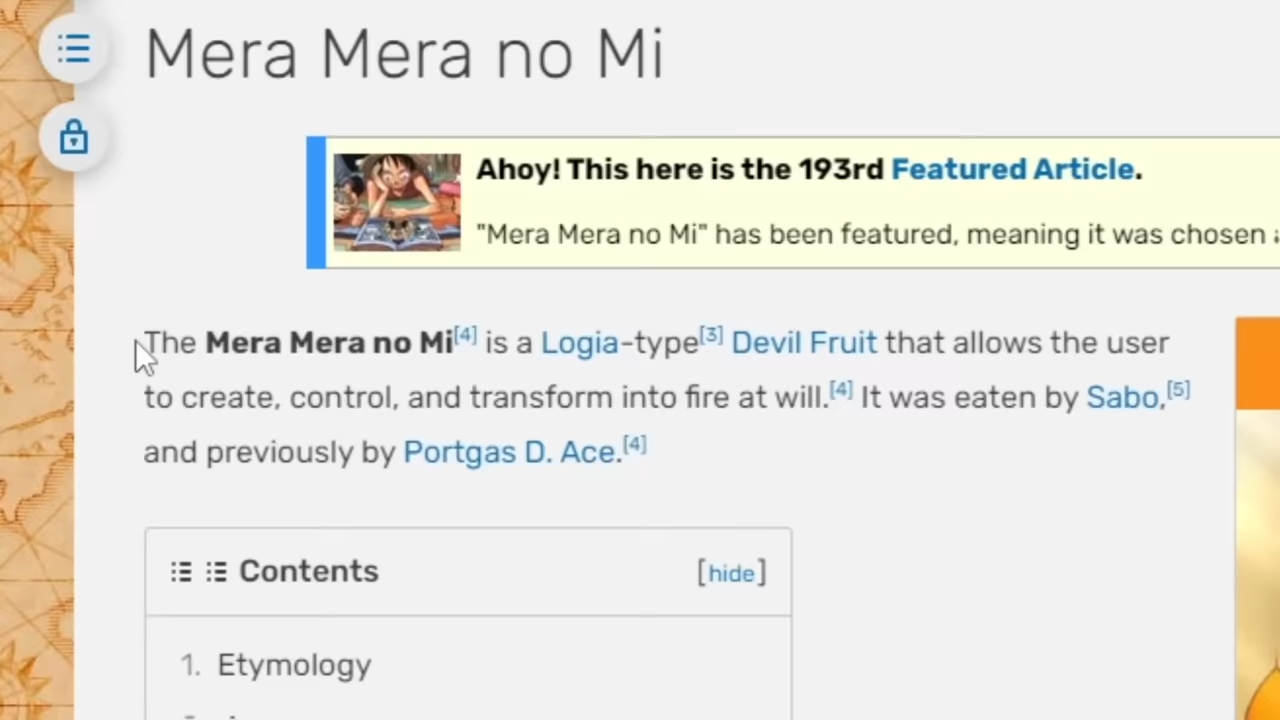 Mera Mera no Mi
Ahoy! This here is the 193rd Featured Article.
"Mera Mera no Mi" has been featured, meaning it was chosen
The Mera Mera no Mi[4] is a Logia-type[3] Devil Fruit that allows the user
to create, control, and transform into fire at will.[4] It was eaten by Sabo,[5]
and previously by Portgas D. Ace.[4]
Contents [hide]
1. Etymology